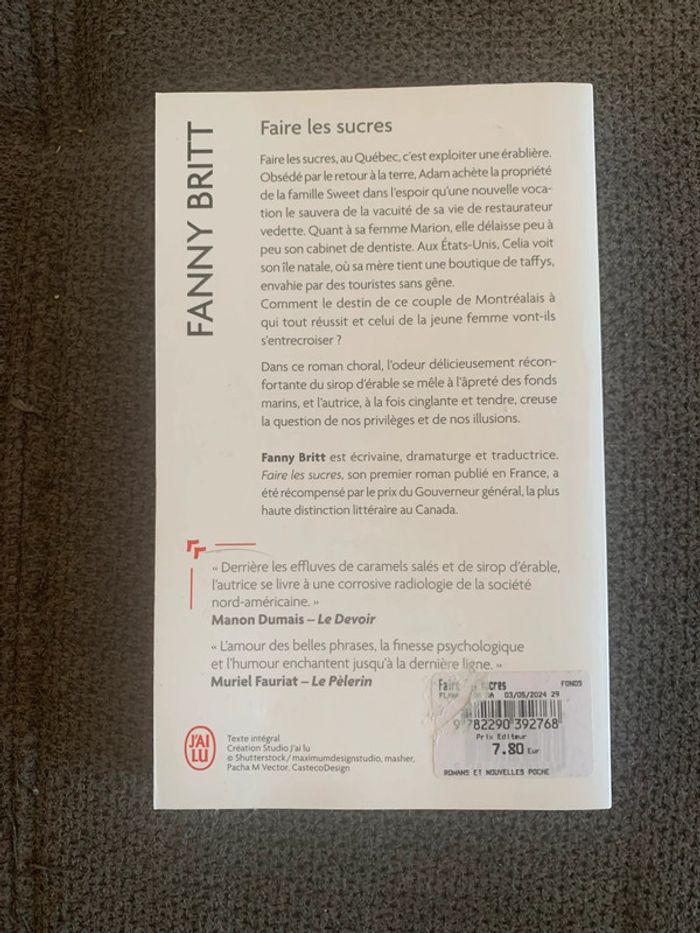 FANNY BRITT
Faire les sucres
Faire les sucres, au Québec, c'est exploiter une érablière.
Obsédé par le retour à la terre, Adam achète la propriété
de la famille Sweet dans l'espoir qu'une nouvelle voca-
tion le sauvera de la vacuité de sa vie de restaurateur
vedette. Quant à sa femme Marion, elle délaisse peu à
peu son cabinet de dentiste. Aux États-Unis, Celia voit
son île natale, où sa mère tient une boutique de taffys,
envahie par des touristes sans gêne.
Comment le destin de ce couple de Montréalais à
qui tout réussit et celui de la jeune femme vont-ils
s'entrecroiser ?
Dans ce roman choral, l'odeur délicieusement récon-
fortante du sirop d'érable se mêle à l'âpreté des fonds
marins, et l'autrice, à la fois cinglante et tendre, creuse
la question de nos privilèges et de nos illusions.
Fanny Britt est écrivaine, dramaturge et traductrice.
Faire les sucres, son premier roman publié en France, a
été récompensé par le prix du Gouverneur général, la plus
haute distinction littéraire au Canada.
« Derrière les effluves de caramels salés et de sirop d'érable,
l'autrice se livre à une corrosive radiologie de la société
nord-américaine. »
Manon Dumais – Le Devoir
« L'amour des belles phrases, la finesse psychologique
et l'humour enchantent jusqu'à la dernière ligne. »
Muriel Fauriat – Le Pèlerin
J'AI
LU
Texte intégral
Création Studio J'ai lu
© Shutterstock / maximumdesignstudio, masher,
Pacha M Vector, CastecoDesign
Faire sucres FONDS
03/05/2024 29
9 782290 392768
Prix Editeur
7.80 Eur
ROMANS ET NOUVELLES POCHE